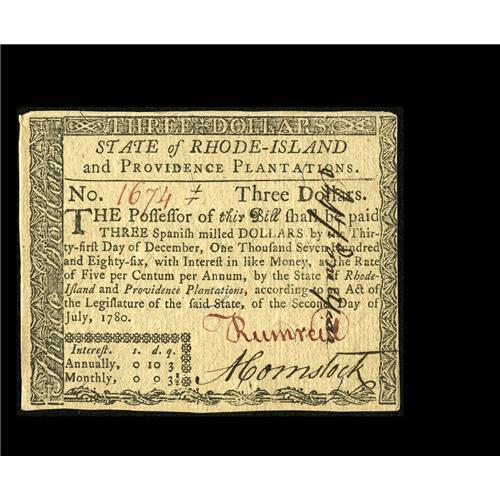 THREE DOLLARS.
STATE of RHODE-ISLAND
and PROVIDENCE PLANTATIONS.
No. 1674 Three Dollars.
THE Poſſeſſor of this Bill ſhall be paid
THREE Spaniſh milled DOLLARS by the Thir-
ty-firſt Day of December, One Thouſand Seven Hundred
and Eighty-ſix, with Intereſt in like Money, at the Rate
of Five per Centum per Annum, by the State of Rhode-
Iſland and Providence Plantations, according to an Act of
the Legiſlature of the ſaid State, of the Second Day of
July, 1780.
Rumreill
Intereſt. s. d. q.
Annually, 0 10 3
Monthly, 0 0 3½
AComstock
Three Dollars